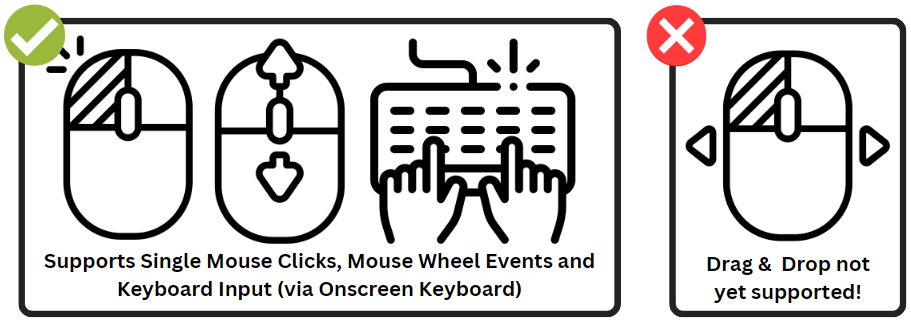 Supports Single Mouse Clicks, Mouse Wheel Events and
Keyboard Input (via Onscreen Keyboard)
Drag & Drop not
yet supported!